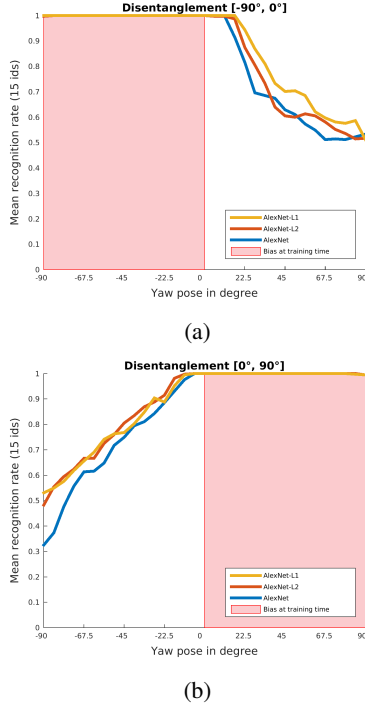 Disentanglement [-90°, 0°]
Mean recognition rate (15 ids)
1
0.9
0.8
0.7
0.6
0.5
0.4
0.3
0.2
0.1
0
AlexNet-L1
AlexNet-L2
AlexNet
Bias at training time
-90 -67.5 -45 -22.5 0 22.5 45 67.5 90
Yaw pose in degree
(a)
Disentanglement [0°, 90°]
Mean recognition rate (15 ids)
1
0.9
0.8
0.7
0.6
0.5
0.4
0.3
0.2
0.1
0
AlexNet-L1
AlexNet-L2
AlexNet
Bias at training time
-90 -67.5 -45 -22.5 0 22.5 45 67.5 90
Yaw pose in degree
(b)